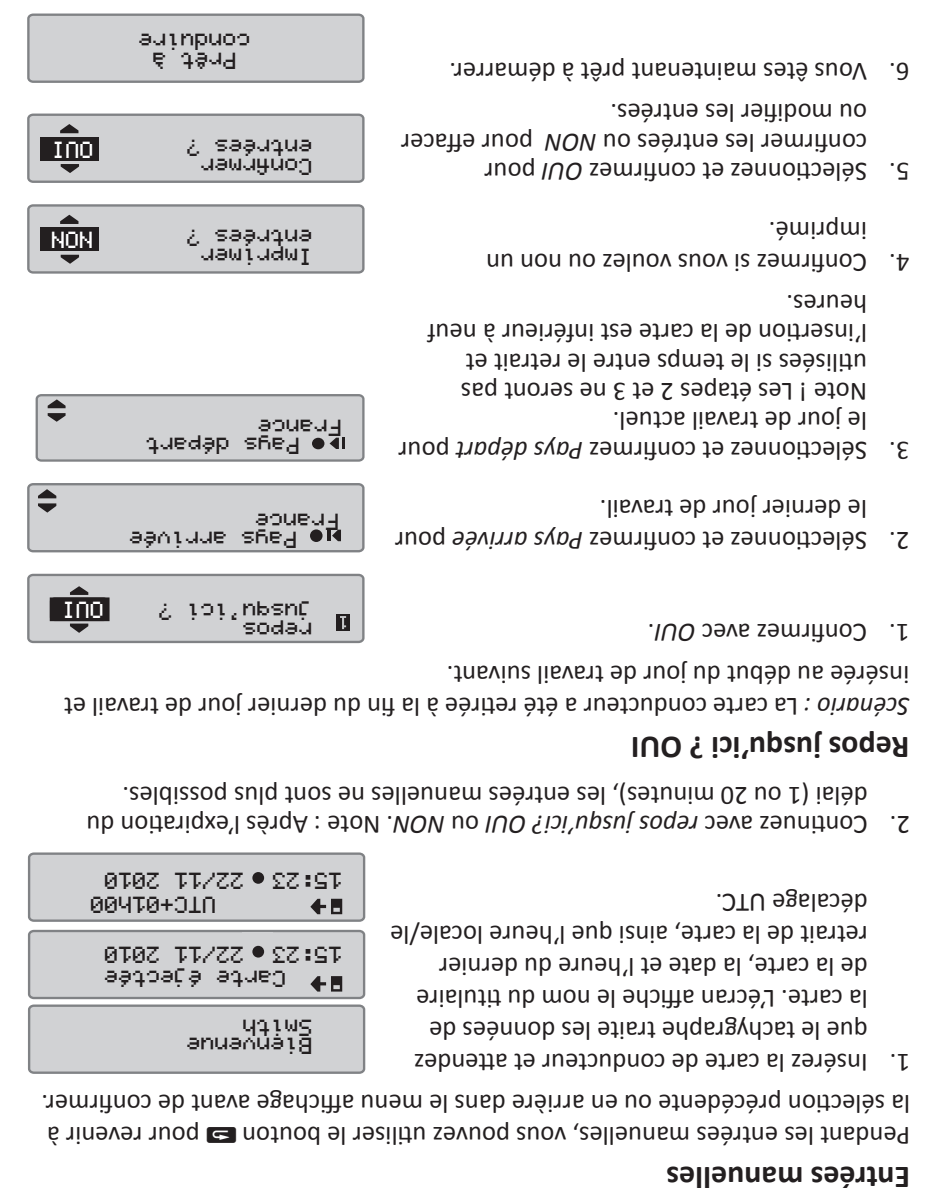 Entrées manuelles
Pendant les entrées manuelles, vous pouvez utiliser le bouton pour revenir à
la sélection précédente ou en arrière dans le menu affichage avant de confirmer.
1. Insérez la carte de conducteur et attendez
que le tachygraphe traite les données de
la carte. L'écran affiche le nom du titulaire
de la carte, la date et l'heure du dernier
retrait de la carte, ainsi que l'heure locale/le
décalage UTC.
Bienvenue
Smith
Carte éjectée
15:23 ● 22/11 2010
UTC+01h00
15:23 ● 22/11 2010
2. Continuez avec repos jusqu'ici? OUI ou NON. Note : Après l'expiration du
délai (1 ou 20 minutes), les entrées manuelles ne sont plus possibles.
Repos jusqu'ici ? OUI
Scénario : La carte conducteur a été retirée à la fin du dernier jour de travail et
insérée au début du jour de travail suivant.
1. Confirmez avec OUI.
1 repos
jusqu'ici ? OUI
2. Sélectionnez et confirmez Pays arrivée pour
le dernier jour de travail.
Pays arrivée
France
3. Sélectionnez et confirmez Pays départ pour
le jour de travail actuel.
Note ! Les étapes 2 et 3 ne seront pas
utilisées si le temps entre le retrait et
l'insertion de la carte est inférieur à neuf
heures.
Pays départ
France
4. Confirmez si vous voulez ou non un
imprimé.
Imprimer
entrées ? NON
5. Sélectionnez et confirmez OUI pour
confirmer les entrées ou NON pour effacer
ou modifier les entrées.
Confirmer
entrées ? OUI
6. Vous êtes maintenant prêt à démarrer.
Prêt à
conduire